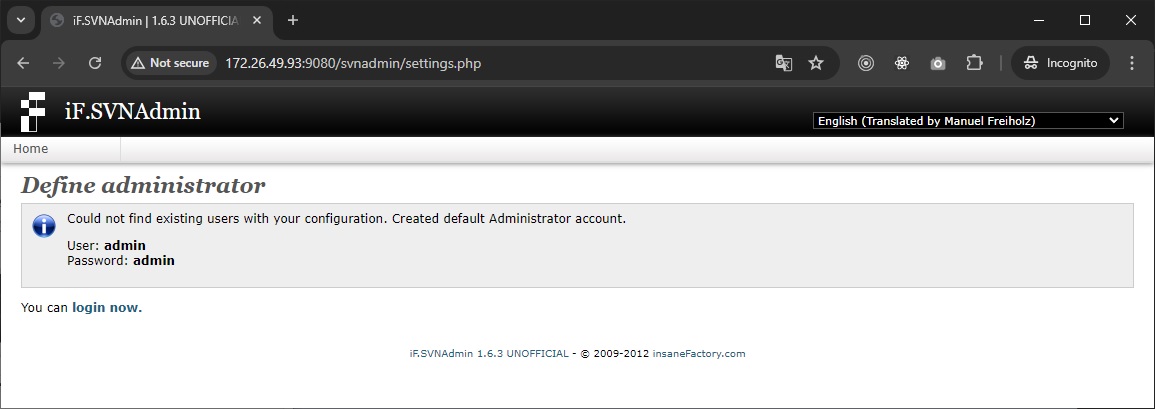 iF.SVNAdmin | 1.6.3 UNOFFICIA
Not secure
172.26.49.93:9080/svnadmin/settings.php
Incognito
iF.SVNAdmin
English (Translated by Manuel Freiholz)
Home
Define administrator
Could not find existing users with your configuration. Created default Administrator account.
User: admin
Password: admin
You can login now.
iF.SVNAdmin 1.6.3 UNOFFICIAL - © 2009-2012 insaneFactory.com